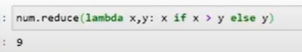 : num.reduce(lambda x,y: x if x > y else y)
: 9